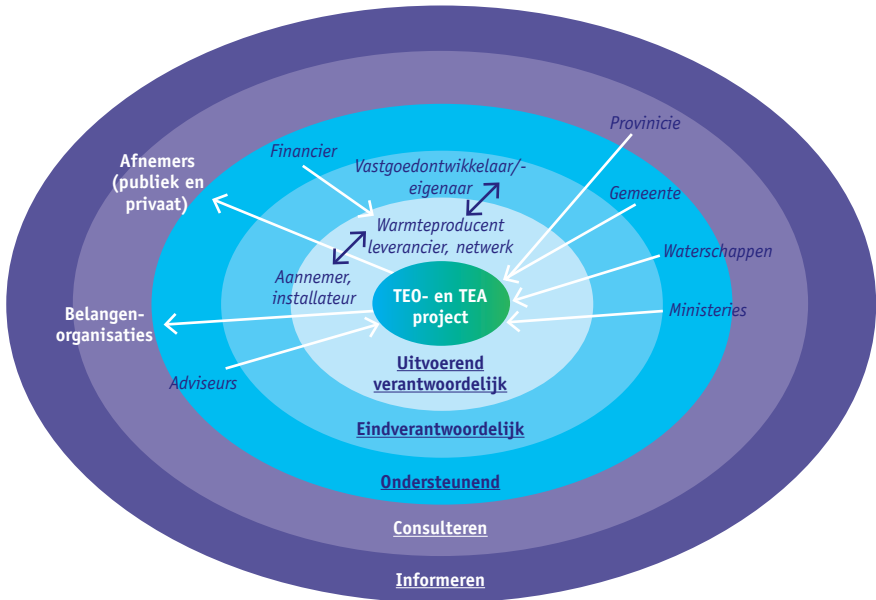 Provinicie
Financier
Afnemers
(publiek en
privaat)
Vastgoedontwikkelaar/-
eigenaar
Gemeente
Warmteproducent
leverancier, netwerk
Waterschappen
Aannemer,
installateur
TEO- en TEA
project
Ministeries
Belangen-
organisaties
Uitvoerend
verantwoordelijk
Adviseurs
Eindverantwoordelijk
Ondersteunend
Consulteren
Informeren